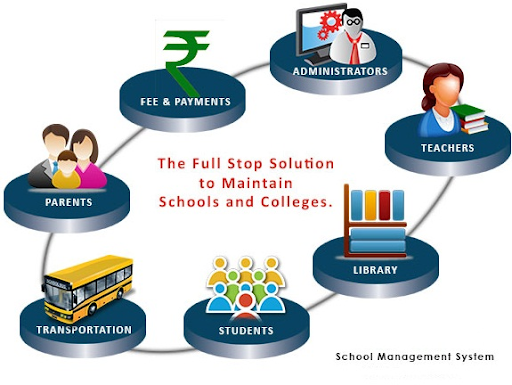 ADMINISTRATORS
FEE & PAYMENTS
TEACHERS
The Full Stop Solution
to Maintain
Schools and Colleges.
PARENTS
LIBRARY
TRANSPORTATION
STUDENTS
School Management System